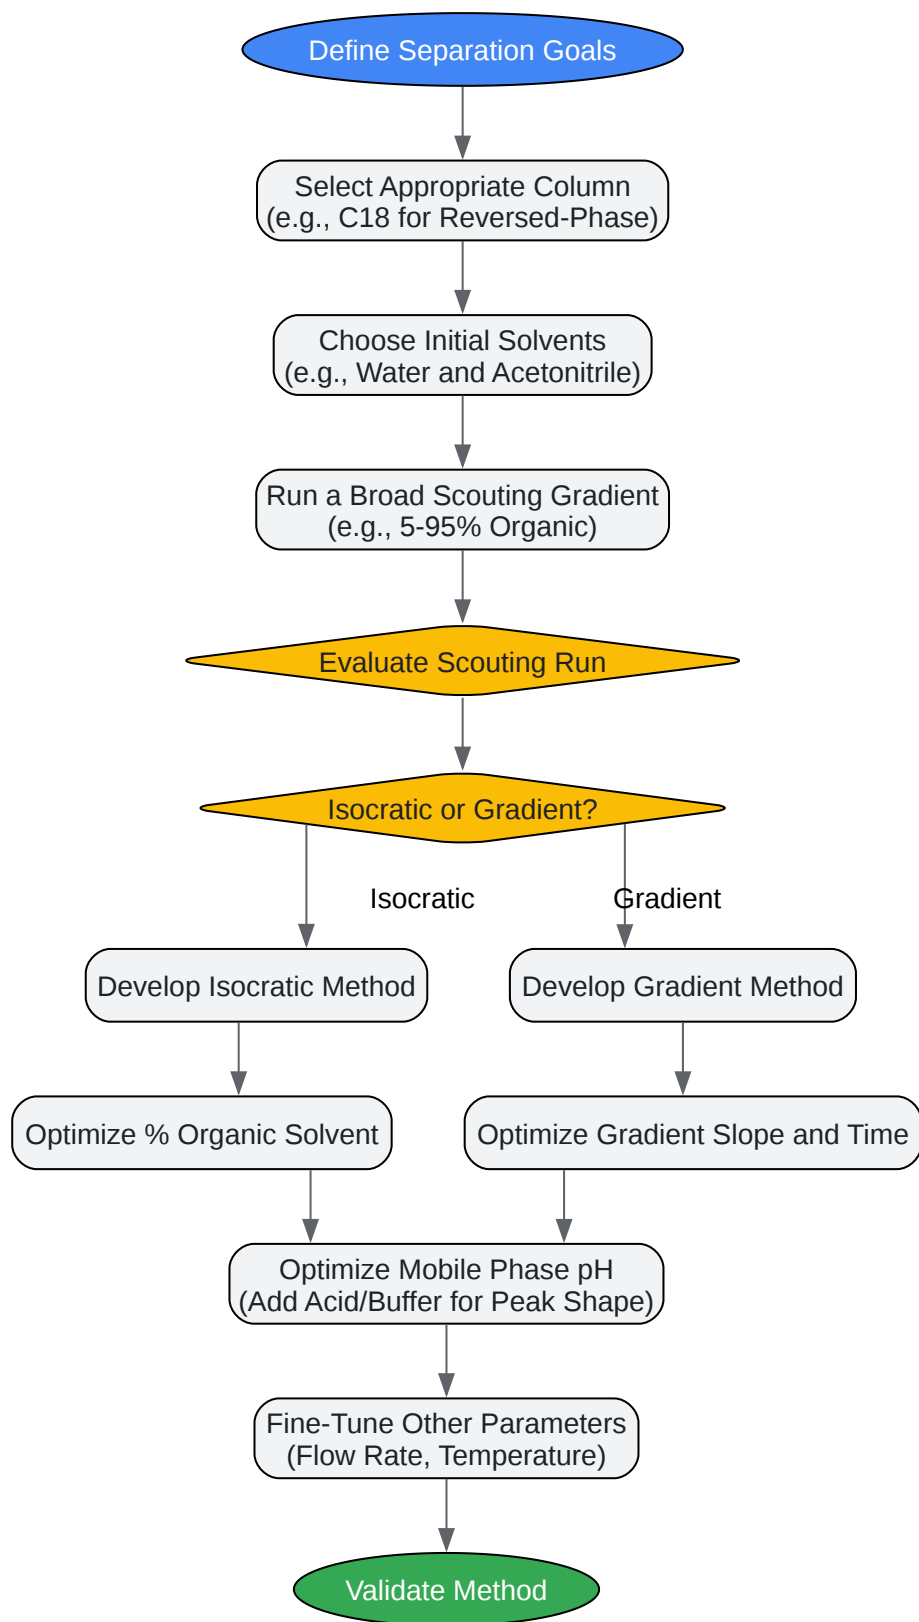 Define Separation Goals
Select Appropriate Column
(e.g., C18 for Reversed-Phase)
Choose Initial Solvents
(e.g., Water and Acetonitrile)
Run a Broad Scouting Gradient
(e.g., 5-95% Organic)
Evaluate Scouting Run
Isocratic or Gradient?
Isocratic
Gradient
Develop Isocratic Method
Develop Gradient Method
Optimize % Organic Solvent
Optimize Gradient Slope and Time
Optimize Mobile Phase pH
(Add Acid/Buffer for Peak Shape)
Fine-Tune Other Parameters
(Flow Rate, Temperature)
Validate Method